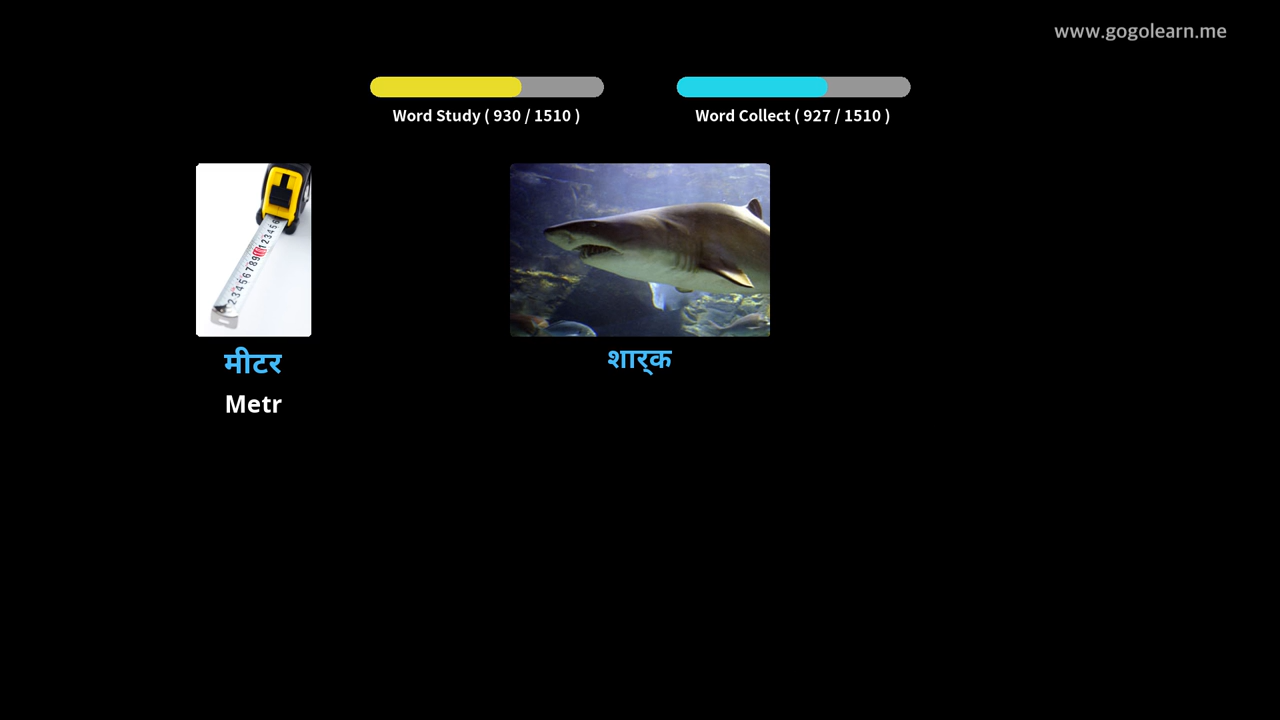 www.gogolearn.me
Word Study ( 930 / 1510 )
Word Collect ( 927 / 1510 )
मीटर
शार्‌क
Metr